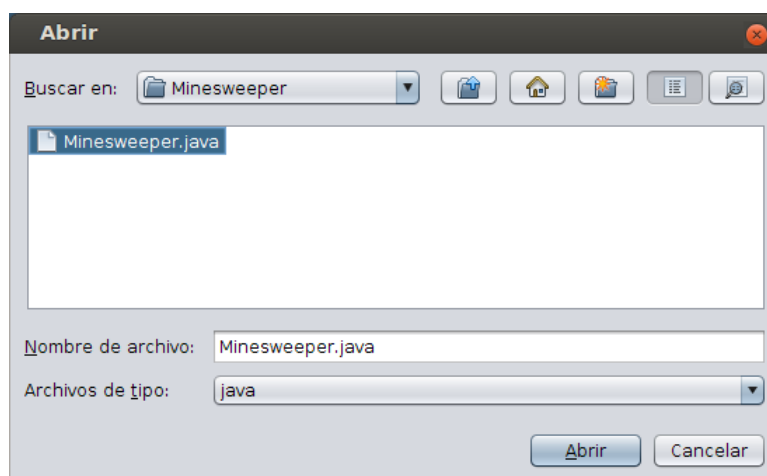 Abrir
Buscar en: Minesweeper
Minesweeper.java
Nombre de archivo: Minesweeper.java
Archivos de tipo: java
Abrir Cancelar